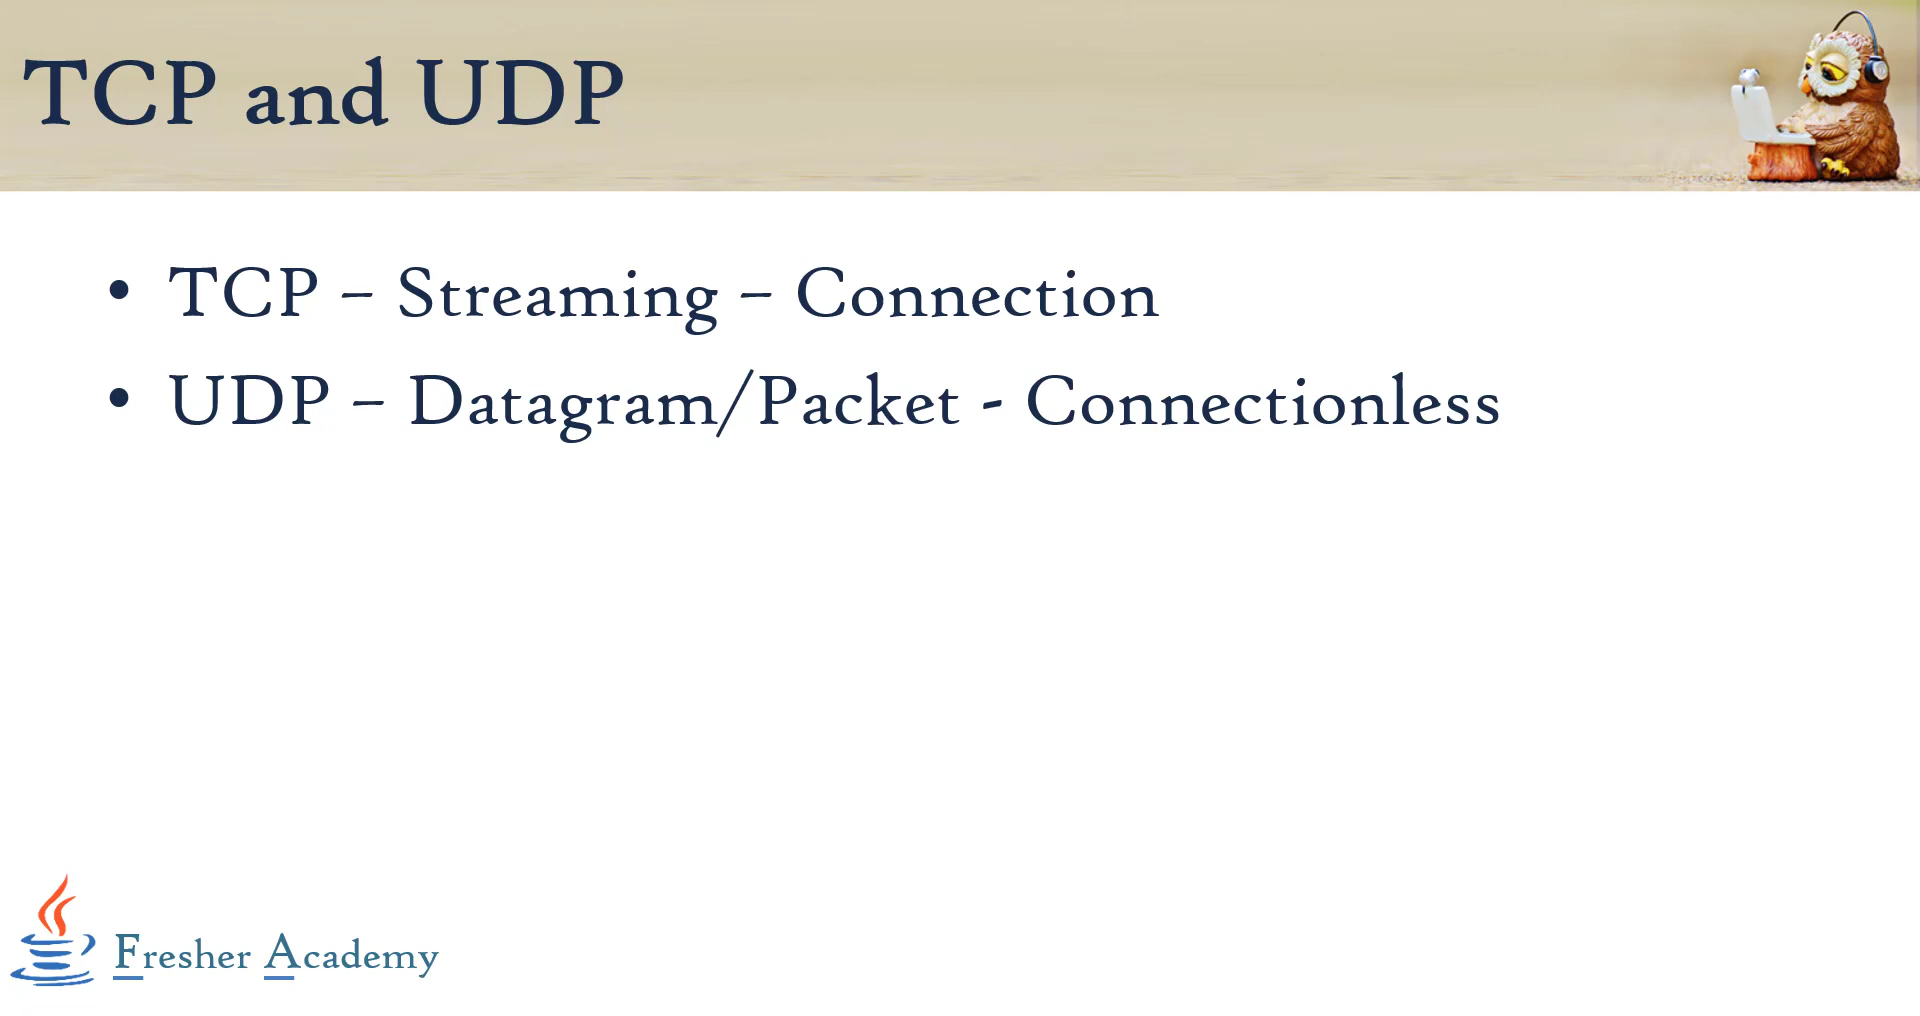 TCP and UDP
• TCP – Streaming – Connection
• UDP – Datagram/Packet - Connectionless
Fresher Academy